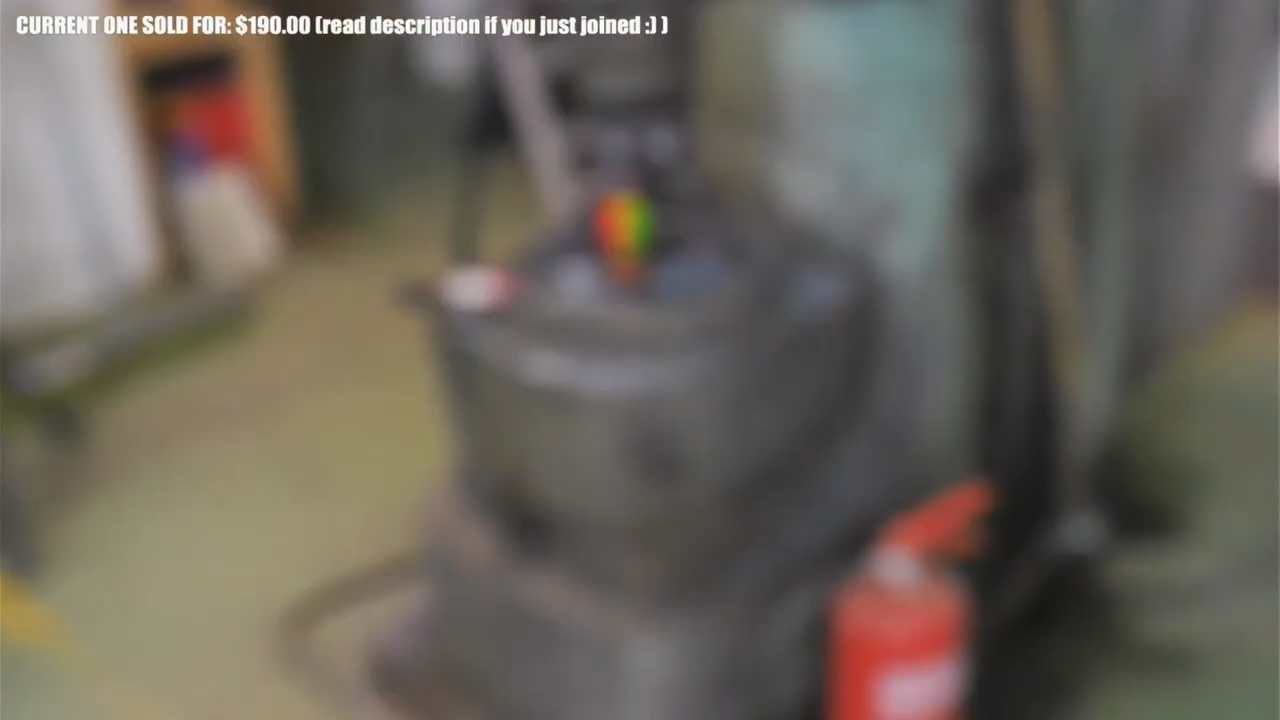 CURRENT ONE SOLD FOR: $190.00 (read description if you just joined :) )